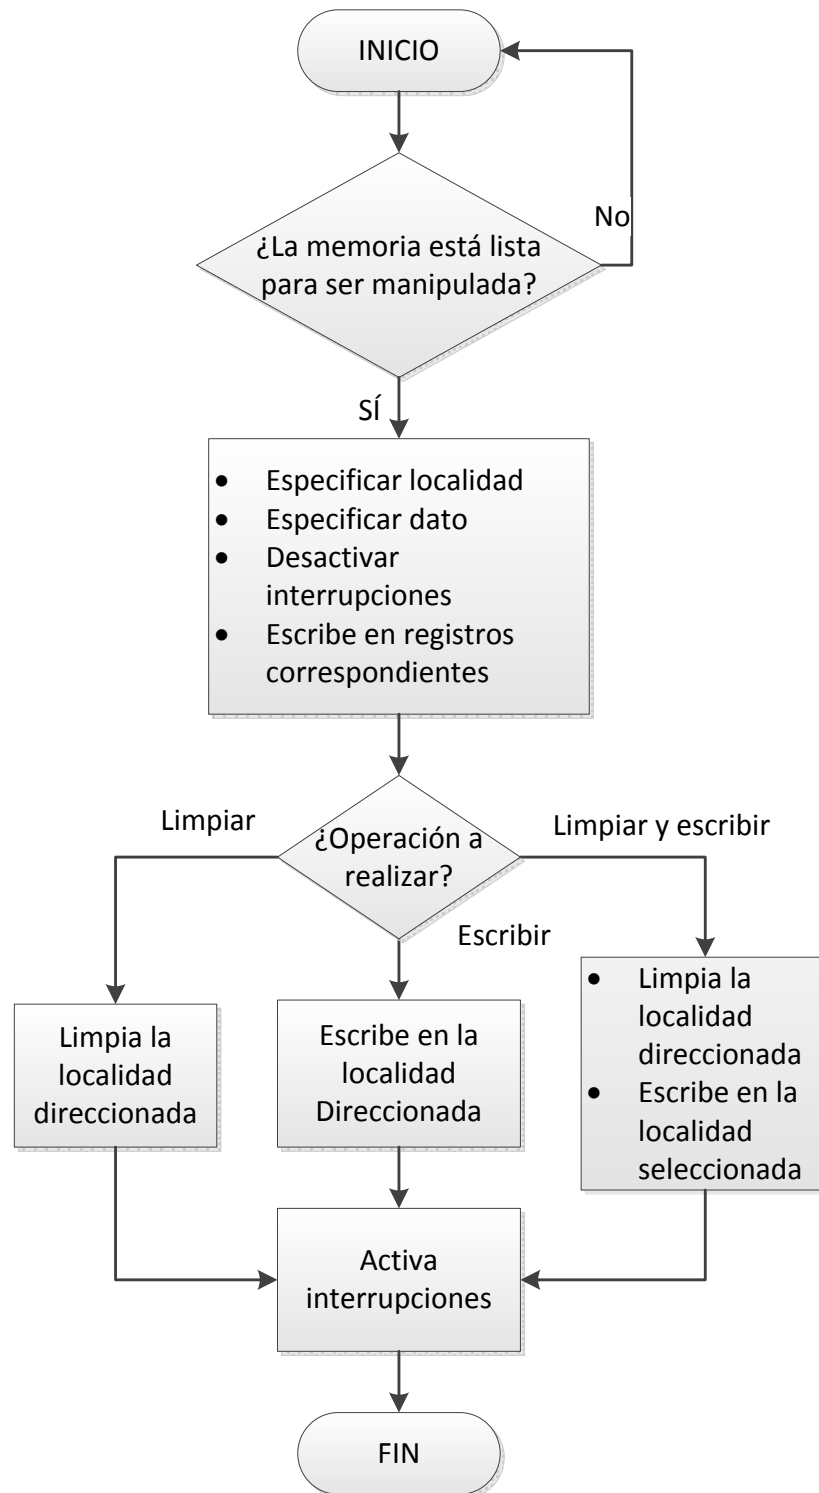 INICIO
No
¿La memoria está lista
para ser manipulada?
SÍ
• Especificar localidad
• Especificar dato
• Desactivar
interrupciones
• Escribe en registros
correspondientes
Limpiar
¿Operación a
realizar?
Limpiar y escribir
Escribir
Limpia la
localidad
direccionada
Escribe en la
localidad
Direccionada
• Limpia la
localidad
direccionada
• Escribe en la
localidad
seleccionada
Activa
interrupciones
FIN